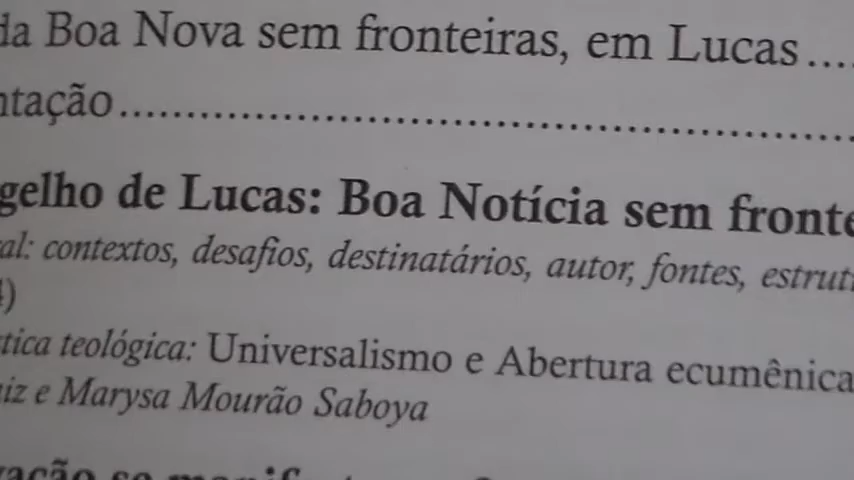 da Boa Nova sem fronteiras, em Lucas....
ntação..........................................................
gelho de Lucas: Boa Notícia sem fronte
al: contextos, desafios, destinatários, autor, fontes, estrut
4)
tica teológica: Universalismo e Abertura ecumênica
iz e Marysa Mourão Saboya